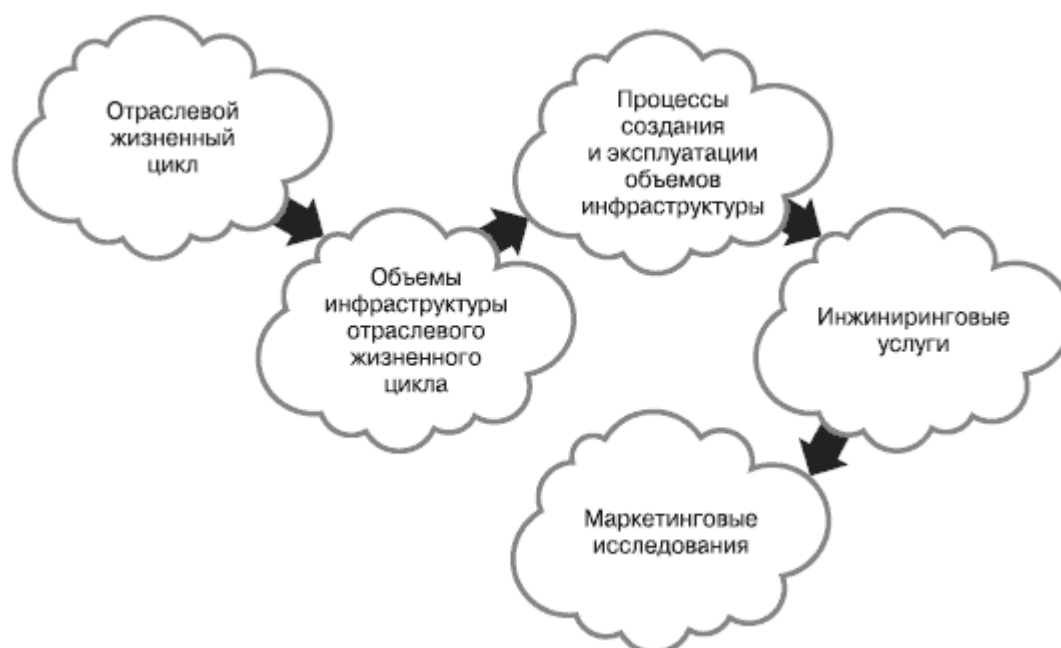 Отраслевой
жизненный
цикл
Объемы
инфраструктуры
отраслевого
жизненного
цикла
Процессы
создания
и эксплуатации
объемов
инфраструктуры
Инжиниринговые
услуги
Маркетинговые
исследования